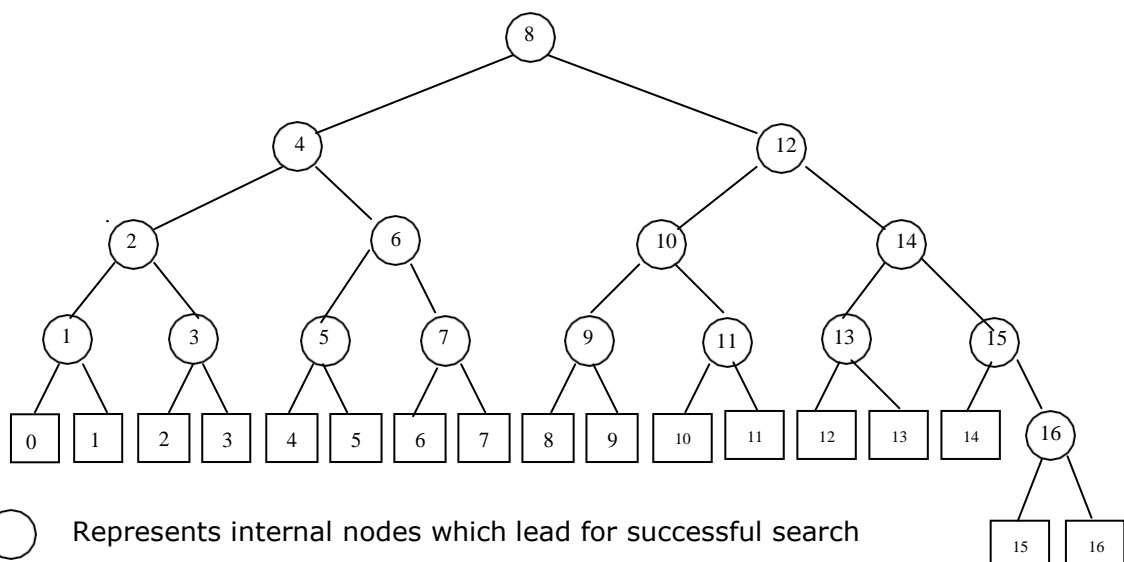 8
4 12
2 6 10 14
1 3 5 7 9 11 13 15
0 1 2 3 4 5 6 7 8 9 10 11 12 13 14 16
Represents internal nodes which lead for successful search
15 16